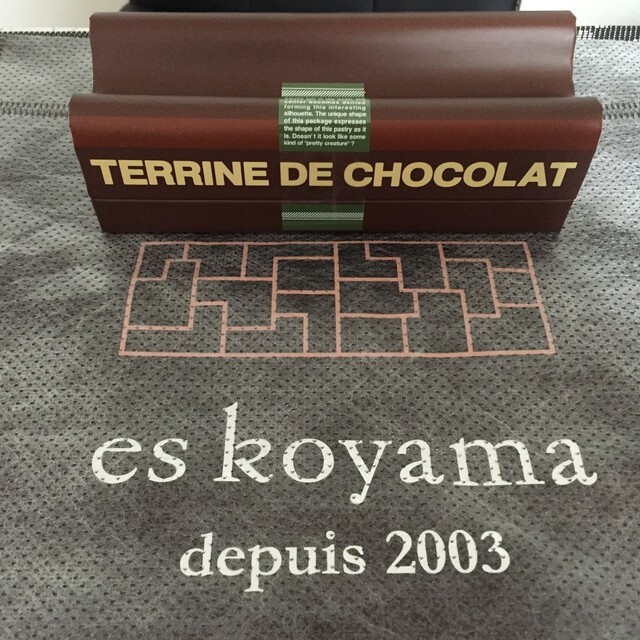 center becomes dented
forming this interesting
silhouette. The unique shape
of this package expresses
the shape of this pastry as it
is. Doesn't it look like some
kind of "pretty creature" ?
TERRINE DE CHOCOLAT
es koyama
depuis 2003